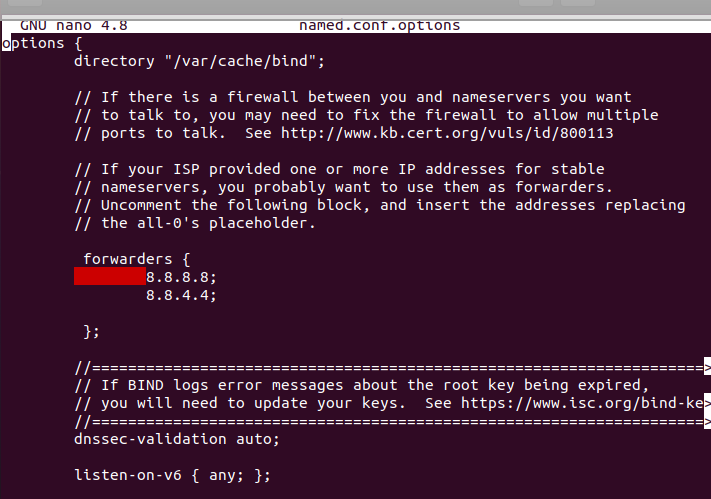 GNU nano 4.8 named.conf.options
options {
directory "/var/cache/bind";
// If there is a firewall between you and nameservers you want
// to talk to, you may need to fix the firewall to allow multiple
// ports to talk.  See http://www.kb.cert.org/vuls/id/800113
// If your ISP provided one or more IP addresses for stable
// nameservers, you probably want to use them as forwarders.
// Uncomment the following block, and insert the addresses replacing
// the all-0's placeholder.
forwarders {
8.8.8.8;
8.8.4.4;
};
//====================================================================>
// If BIND logs error messages about the root key being expired,
// you will need to update your keys.  See https://www.isc.org/bind-ke>
//====================================================================>
dnssec-validation auto;
listen-on-v6 { any; };